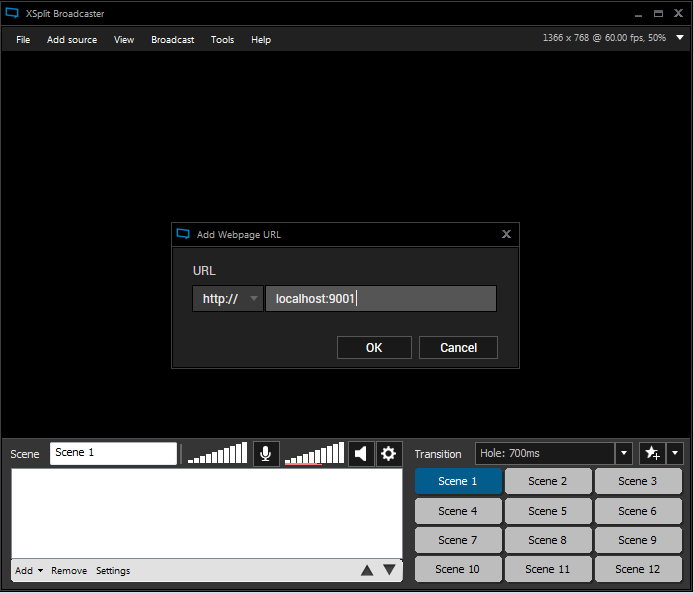 XSplit Broadcaster
File Add source View Broadcast Tools Help 1366 x 768 @ 60.00 fps, 50%
Add Webpage URL
URL
http:// localhost:9001
OK Cancel
Scene Scene 1 Transition Hole: 700ms
Scene 1 Scene 2 Scene 3
Scene 4 Scene 5 Scene 6
Scene 7 Scene 8 Scene 9
Add Remove Settings Scene 10 Scene 11 Scene 12